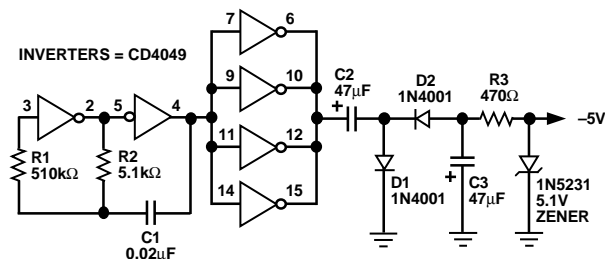 INVERTERS = CD4049
7
6
9
10
11
12
14
15
3
2
5
4
R1
510kΩ
R2
5.1kΩ
C1
0.02µF
C2
47µF
+
D2
1N4001
R3
470Ω
–5V
D1
1N4001
+
C3
47µF
1N5231
5.1V
ZENER